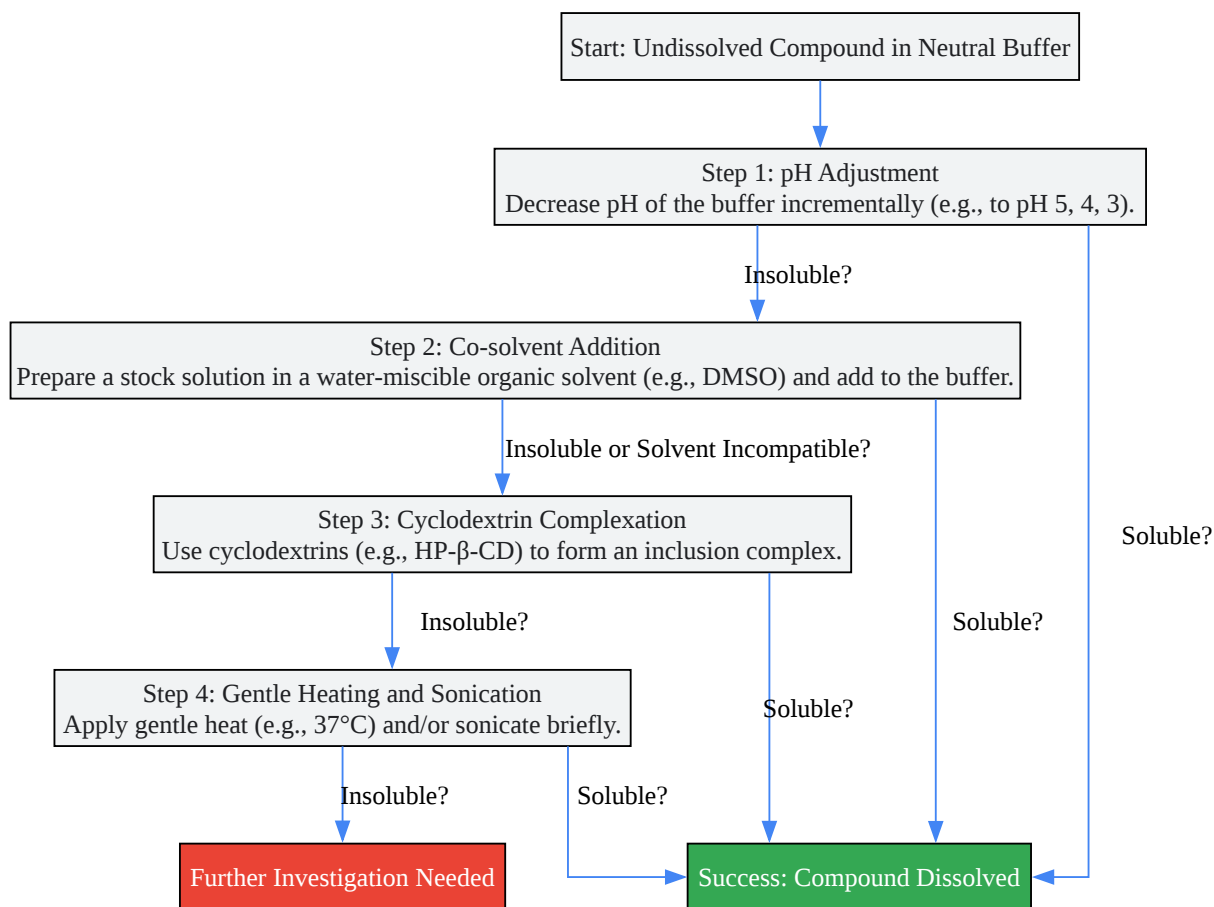 Start: Undissolved Compound in Neutral Buffer
Step 1: pH Adjustment
Decrease pH of the buffer incrementally (e.g., to pH 5, 4, 3).
Insoluble?
Step 2: Co-solvent Addition
Prepare a stock solution in a water-miscible organic solvent (e.g., DMSO) and add to the buffer.
Insoluble or Solvent Incompatible?
Step 3: Cyclodextrin Complexation
Use cyclodextrins (e.g., HP-β-CD) to form an inclusion complex.
Soluble?
Insoluble?
Soluble?
Step 4: Gentle Heating and Sonication
Apply gentle heat (e.g., 37°C) and/or sonicate briefly.
Soluble?
Insoluble?
Soluble?
Further Investigation Needed
Success: Compound Dissolved